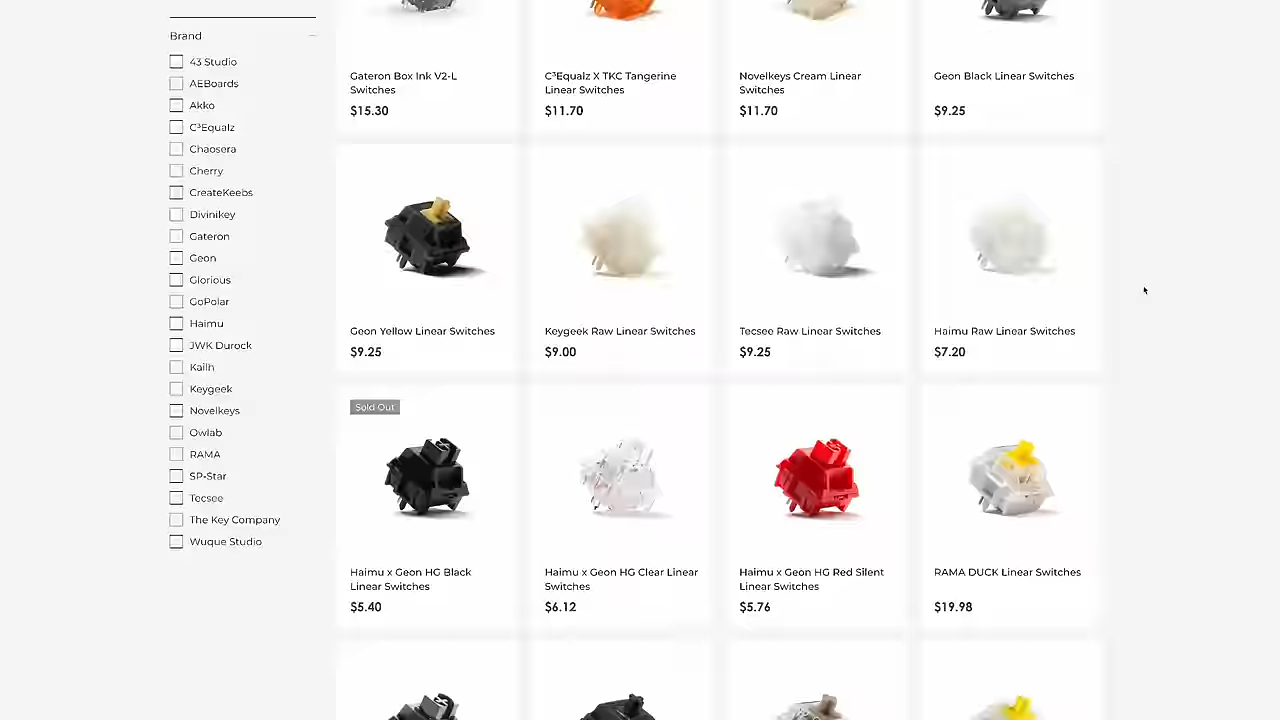 Brand
43 Studio
AEBoards
Akko
C³Equalz
Chaosera
Cherry
CreateKeebs
Divinikey
Gateron
Geon
Glorious
GoPolar
Haimu
JWK Durock
Kailh
Keygeek
Novelkeys
Owlab
RAMA
SP-Star
Tecsee
The Key Company
Wuque Studio
Gateron Box Ink V2-L
Switches
$15.30
C³Equalz X TKC Tangerine
Linear Switches
$11.70
Novelkeys Cream Linear
Switches
$11.70
Geon Black Linear Switches
$9.25
Geon Yellow Linear Switches
$9.25
Keygeek Raw Linear Switches
$9.00
Tecsee Raw Linear Switches
$9.25
Haimu Raw Linear Switches
$7.20
Sold Out
Haimu x Geon HG Black
Linear Switches
$5.40
Haimu x Geon HG Clear Linear
Switches
$6.12
Haimu x Geon HG Red Silent
Linear Switches
$5.76
RAMA DUCK Linear Switches
$19.98